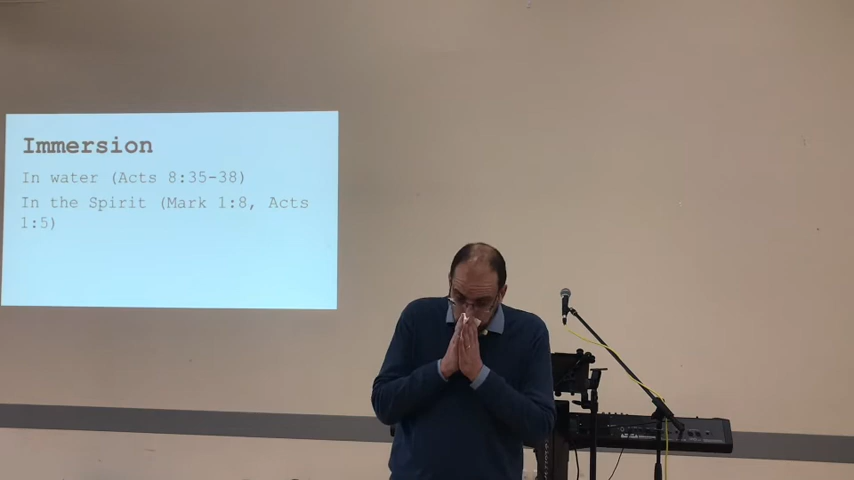 Immersion
In water (Acts 8:35-38)
In the Spirit (Mark 1:8, Acts
1:5)